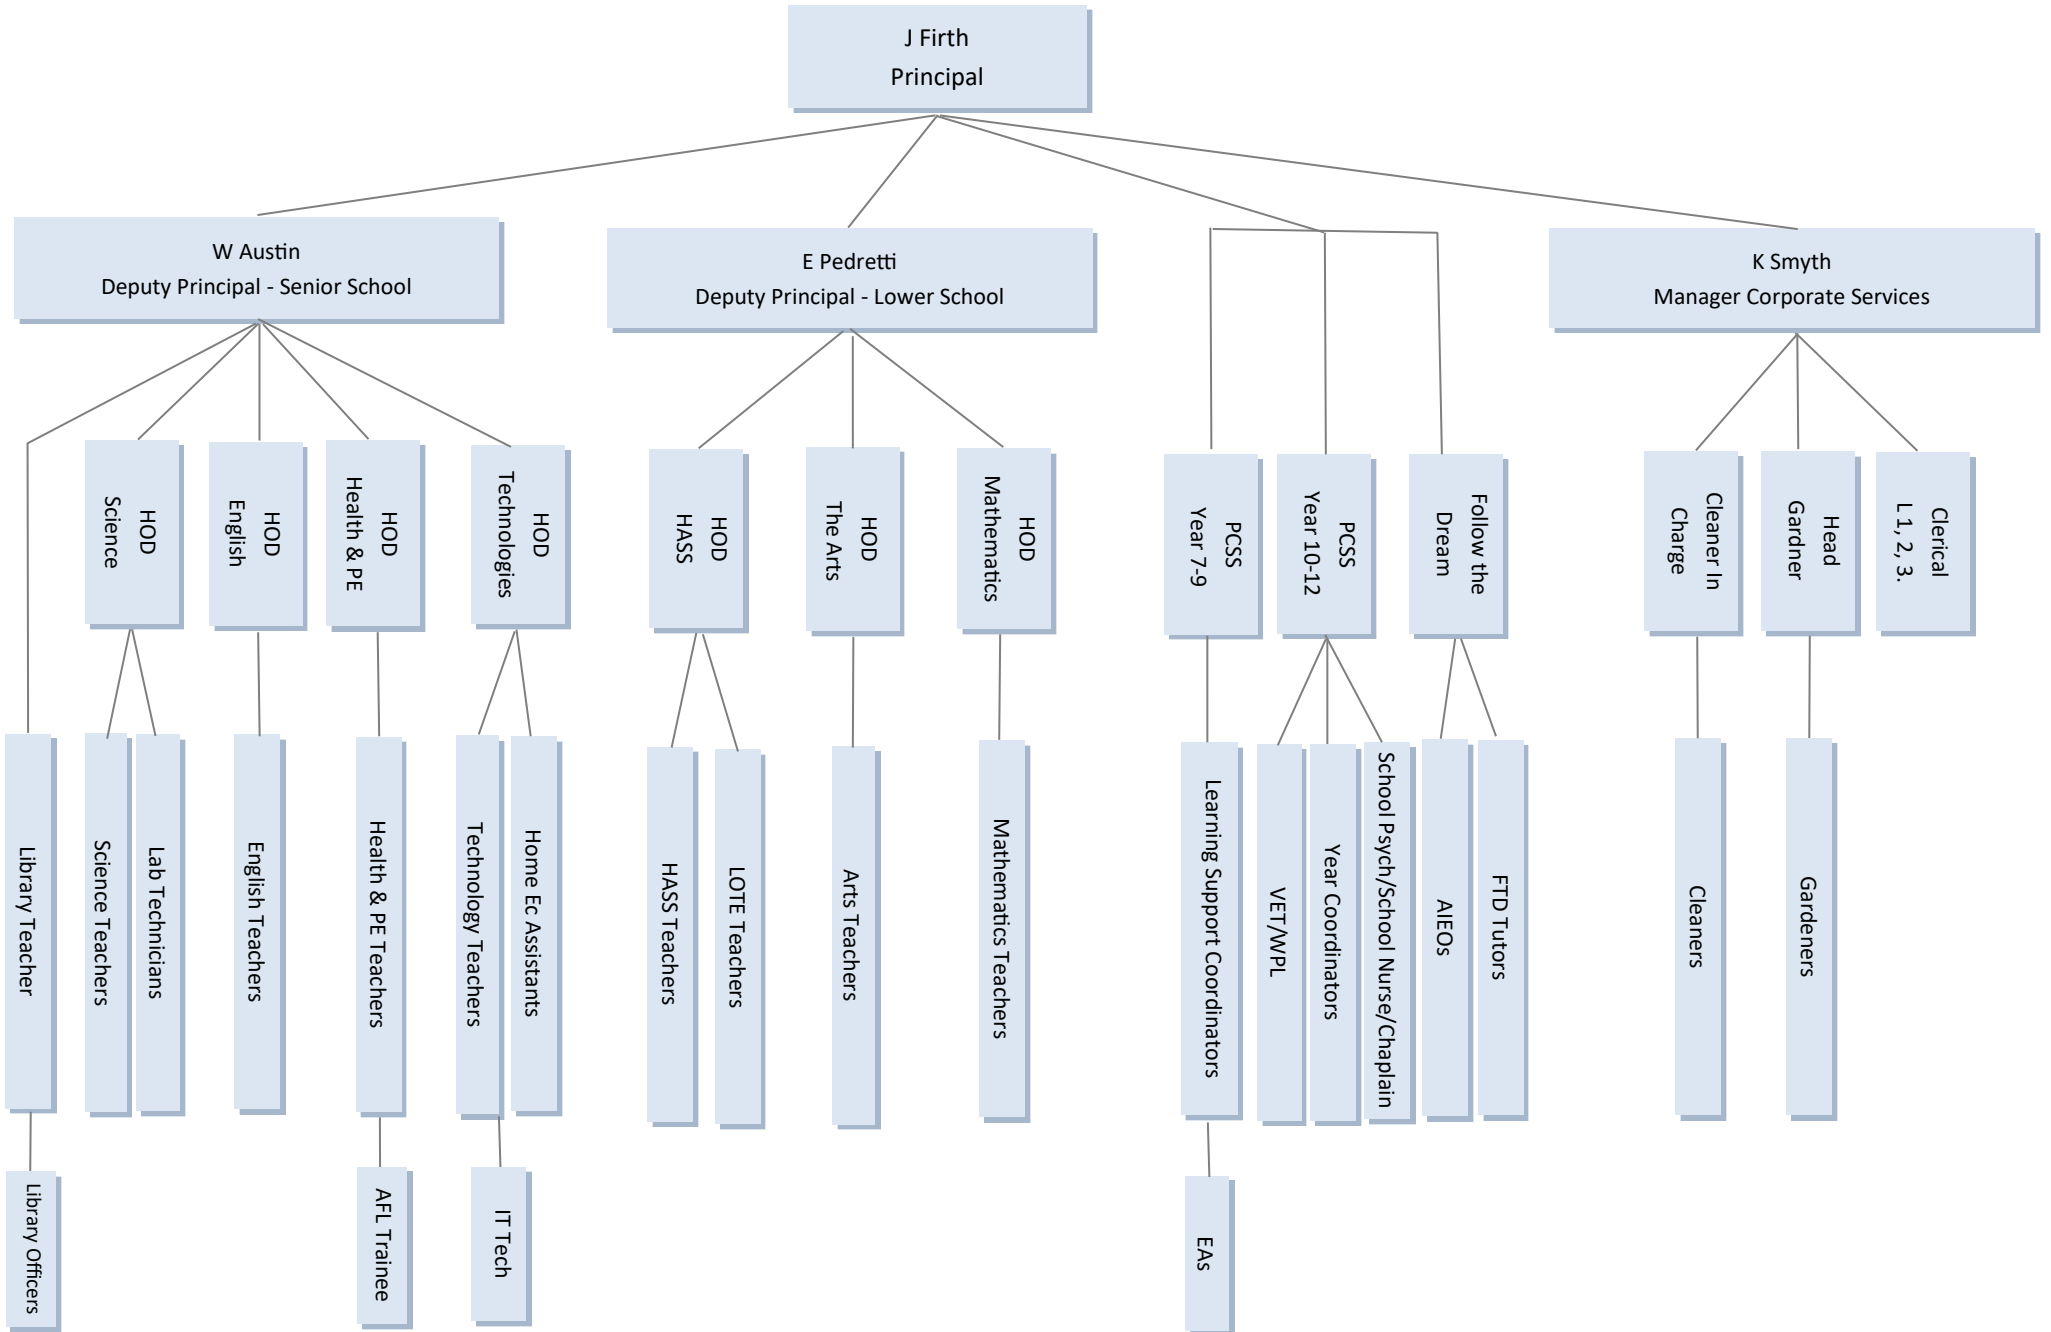 J Firth
Principal
W Austin
Deputy Principal - Senior School
E Pedretti
Deputy Principal - Lower School
K Smyth
Manager Corporate Services
HOD
Science
HOD
English
HOD
Health & PE
HOD
Technologies
HOD
HASS
HOD
The Arts
HOD
Mathematics
PCSS
Year 7-9
PCSS
Year 10-12
Follow the
Dream
Cleaner In
Charge
Head
Gardner
Clerical
L 1, 2, 3.
Library Teacher
Science Teachers
Lab Technicians
English Teachers
Health & PE Teachers
Technology Teachers
Home Ec Assistants
HASS Teachers
LOTE Teachers
Arts Teachers
Mathematics Teachers
Learning Support Coordinators
VET/WPL
Year Coordinators
School Psych/School Nurse/Chaplain
AIEOs
FTD Tutors
Cleaners
Gardeners
Library Officers
AFL Trainee
IT Tech
EAs